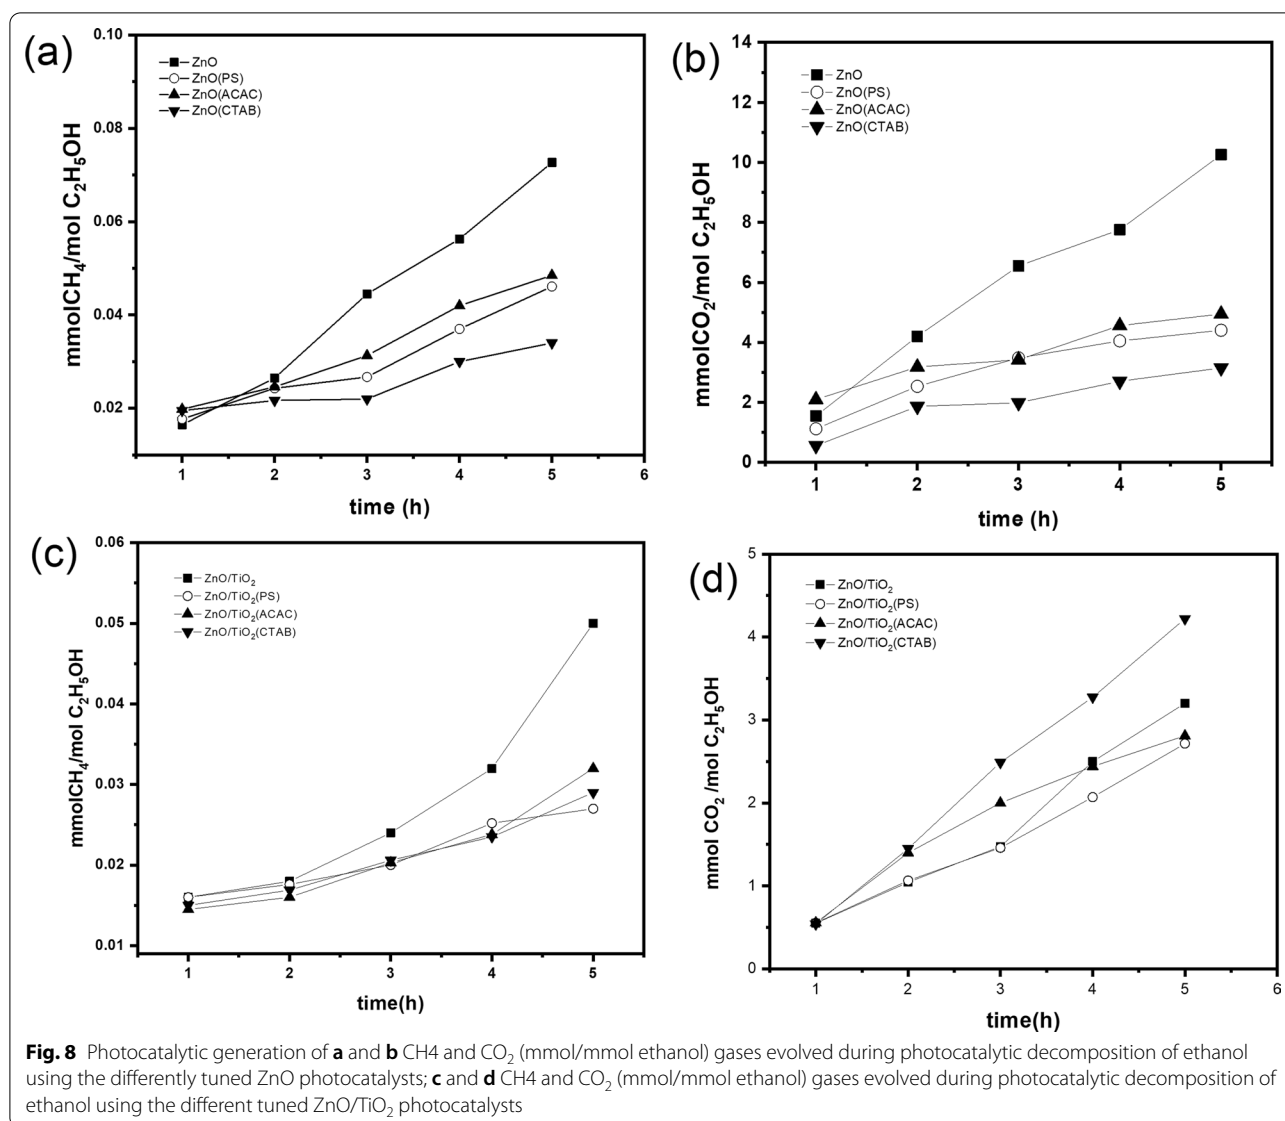 (a)
0.10
0.08
0.06
0.04
0.02
mmolCH4/mol C2H5OH
ZnO
ZnO(PS)
ZnO(ACAC)
ZnO(CTAB)
1 2 3 4 5 6
time (h)
(b)
14
12
10
8
6
4
2
0
mmolCO2/mol C2H5OH
ZnO
ZnO(PS)
ZnO(ACAC)
ZnO(CTAB)
1 2 3 4 5
time (h)
(c)
0.06
0.05
0.04
0.03
0.02
0.01
mmolCH4/mol C2H5OH
ZnO/TiO2
ZnO/TiO2(PS)
ZnO/TiO2(ACAC)
ZnO/TiO2(CTAB)
1 2 3 4 5
time(h)
(d)
5
4
3
2
1
0
mmol CO2 /mol C2H5OH
ZnO/TiO2
ZnO/TiO2(PS)
ZnO/TiO2(ACAC)
ZnO/TiO2(CTAB)
1 2 3 4 5 6
time(h)
Fig. 8 Photocatalytic generation of a and b CH4 and CO2 (mmol/mmol ethanol) gases evolved during photocatalytic decomposition of ethanol
using the differently tuned ZnO photocatalysts; c and d CH4 and CO2 (mmol/mmol ethanol) gases evolved during photocatalytic decomposition of
ethanol using the different tuned ZnO/TiO2 photocatalysts